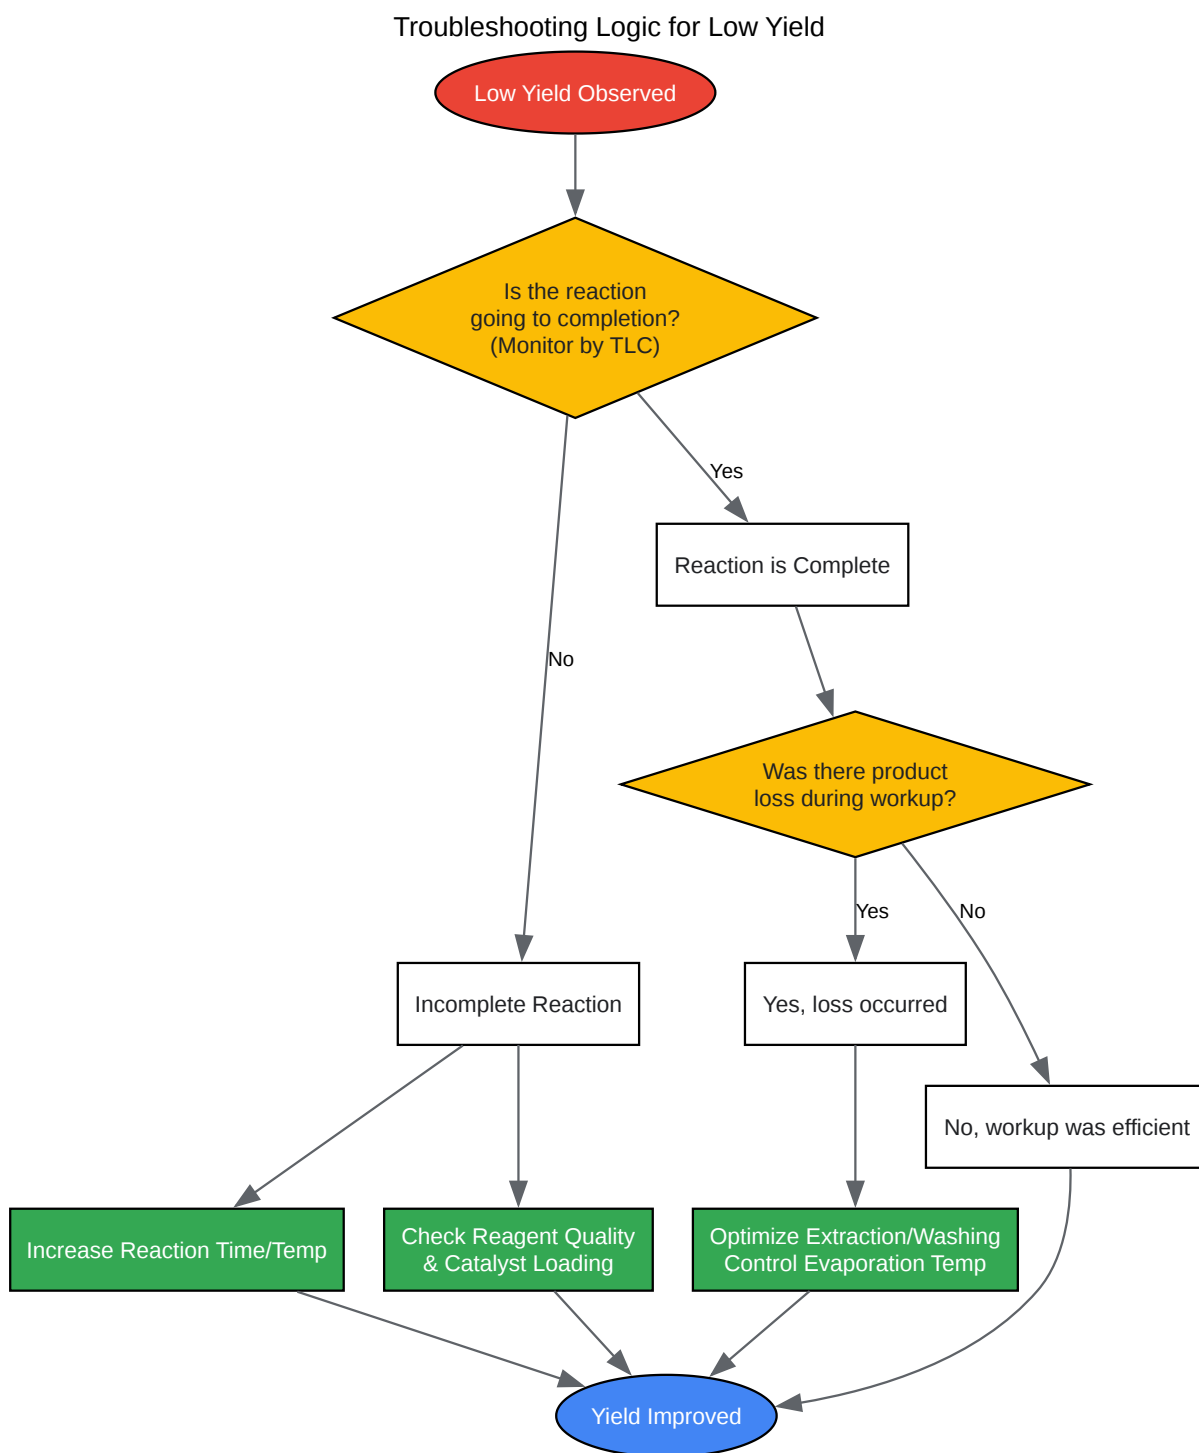 Troubleshooting Logic for Low Yield
Low Yield Observed
Is the reaction
going to completion?
(Monitor by TLC)
Yes
Reaction is Complete
No
Was there product
loss during workup?
Yes
No
Incomplete Reaction
Yes, loss occurred
No, workup was efficient
Increase Reaction Time/Temp
Check Reagent Quality
& Catalyst Loading
Optimize Extraction/Washing
Control Evaporation Temp
Yield Improved